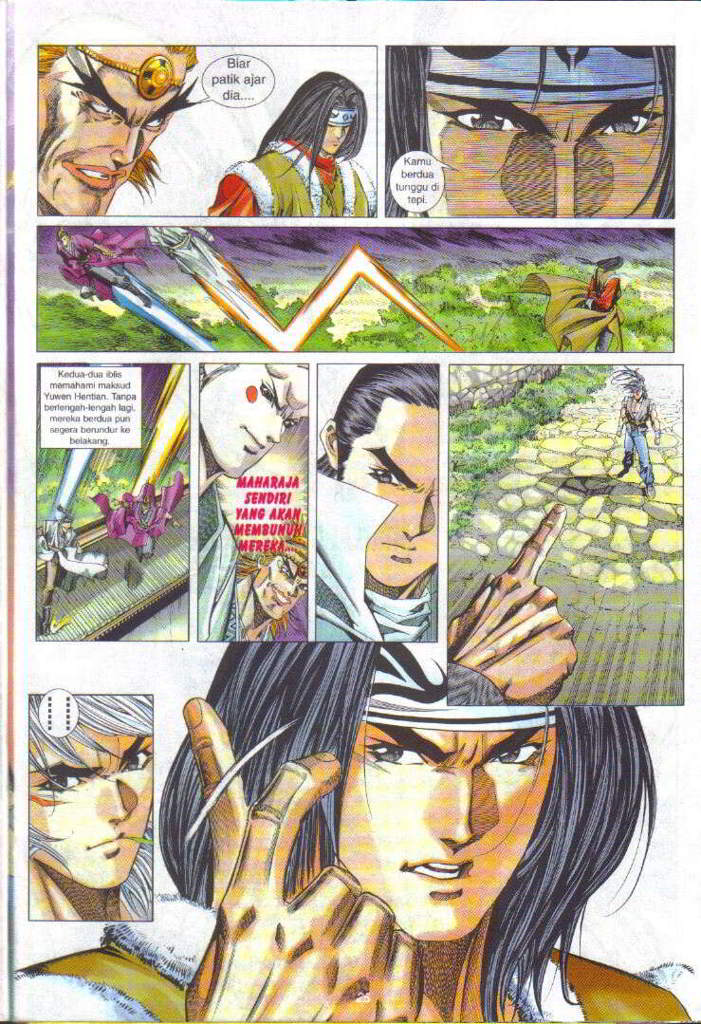 Biar
patik ajar
dia....
Kamu
berdua
tunggu di
tepi.
Kedua-dua iblis
memahami maksud
Yuwen Hentian. Tanpa
berlengah-lengah lagi,
mereka berdua pun
segera berundur ke
belakang.
MAHARAJA
SENDIRI
YANG AKAN
MEMBUNUH
MEREKA...